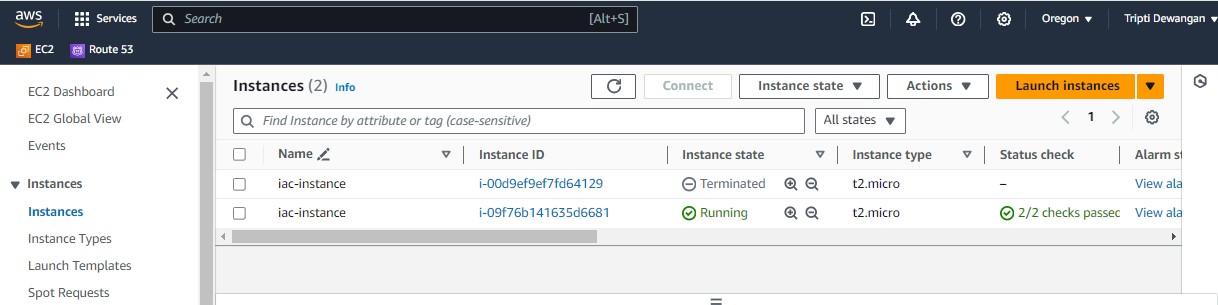 aws Services Search [Alt+S] Oregon Tripti Dewangan
EC2 Route 53
EC2 Dashboard
EC2 Global View
Events
Instances
Instances
Instance Types
Launch Templates
Spot Requests
Instances (2) Info Connect Instance state Actions Launch instances
Find Instance by attribute or tag (case-sensitive) All states 1
Name Instance ID Instance state Instance type Status check Alarm st
iac-instance i-00d9ef9ef7fd64129 Terminated t2.micro – View ala
iac-instance i-09f76b141635d6681 Running t2.micro 2/2 checks passec View ala